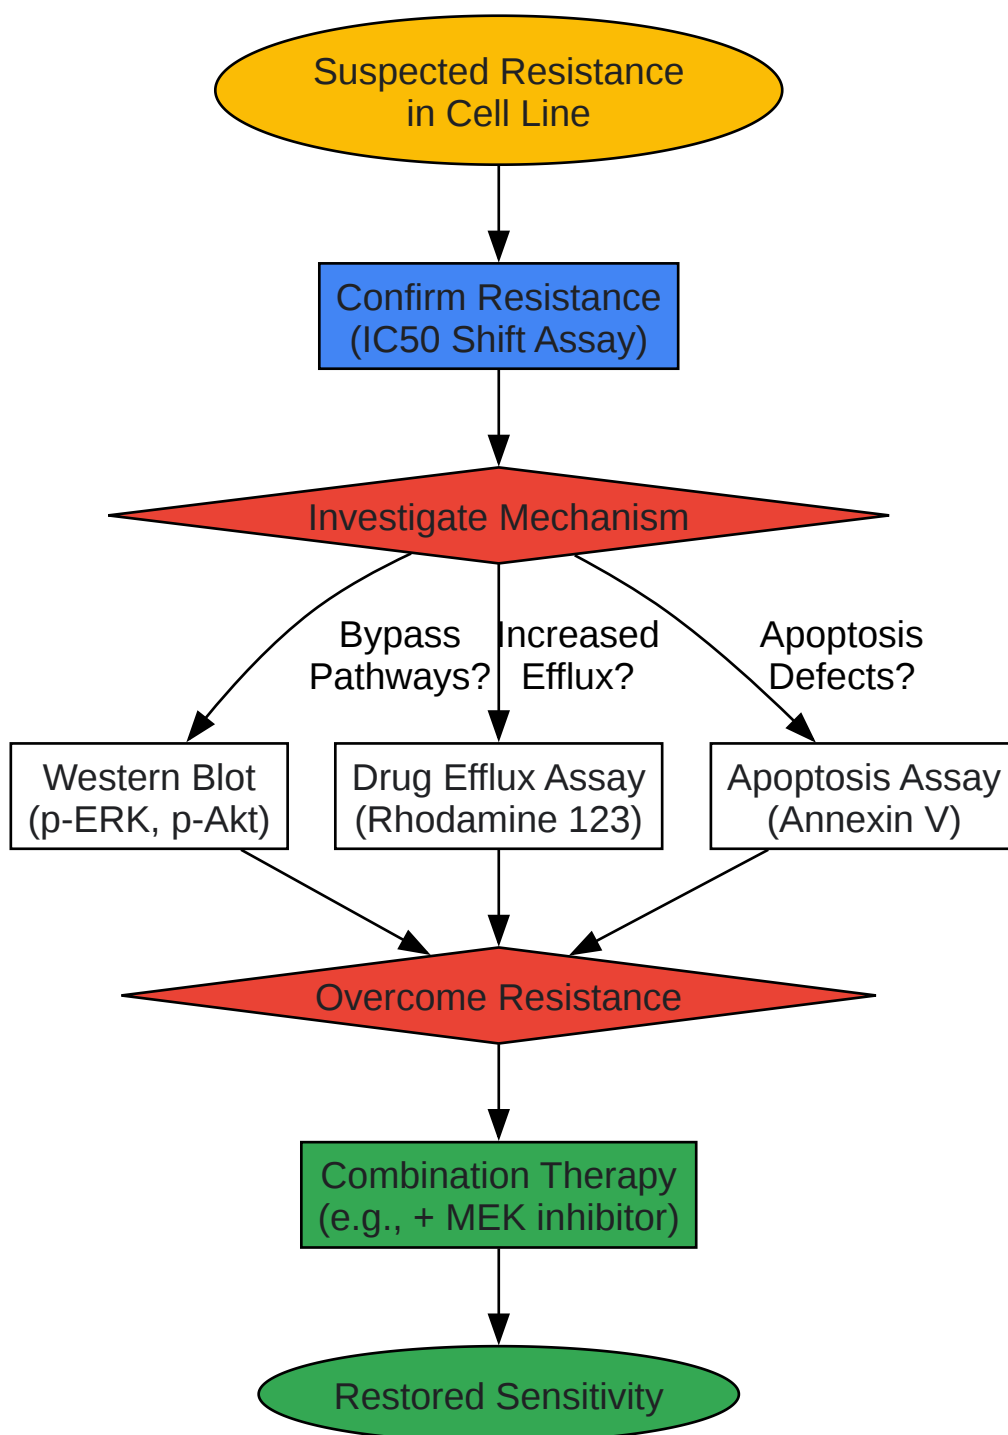 Suspected Resistance
in Cell Line
Confirm Resistance
(IC50 Shift Assay)
Investigate Mechanism
Bypass
Pathways?
Increased
Efflux?
Apoptosis
Defects?
Western Blot
(p-ERK, p-Akt)
Drug Efflux Assay
(Rhodamine 123)
Apoptosis Assay
(Annexin V)
Overcome Resistance
Combination Therapy
(e.g., + MEK inhibitor)
Restored Sensitivity